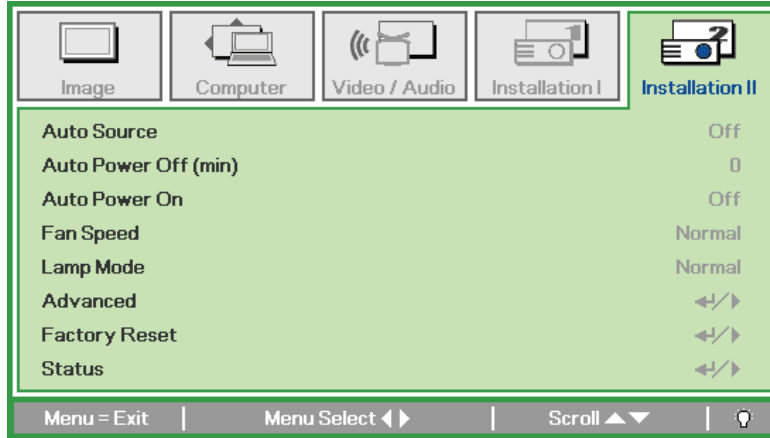 Image Computer Video / Audio Installation I 2 Installation II
Auto Source Off
Auto Power Off (min) 0
Auto Power On Off
Fan Speed Normal
Lamp Mode Normal
Advanced
Factory Reset
Status
Menu = Exit Menu Select Scroll